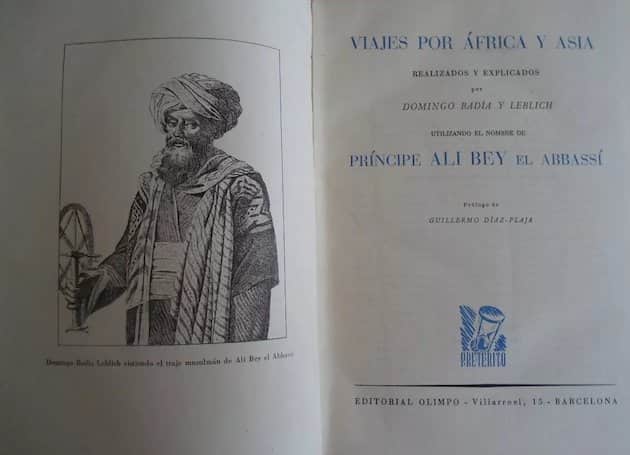 Domingo Badía Leblich vistiendo el traje musulmán de Ali Bey el Abbassí
VIAJES POR ÁFRICA Y ASIA
REALIZADOS Y EXPLICADOS
por
DOMINGO BADÍA Y LEBLICH
UTILIZANDO EL NOMBRE DE
PRÍNCIPE ALI BEY EL ABBASSÍ
Prólogo de
GUILLERMO DÍAZ-PLAJA
PRETERITO
EDITORIAL OLIMPO - Villarroel, 15 - BARCELONA